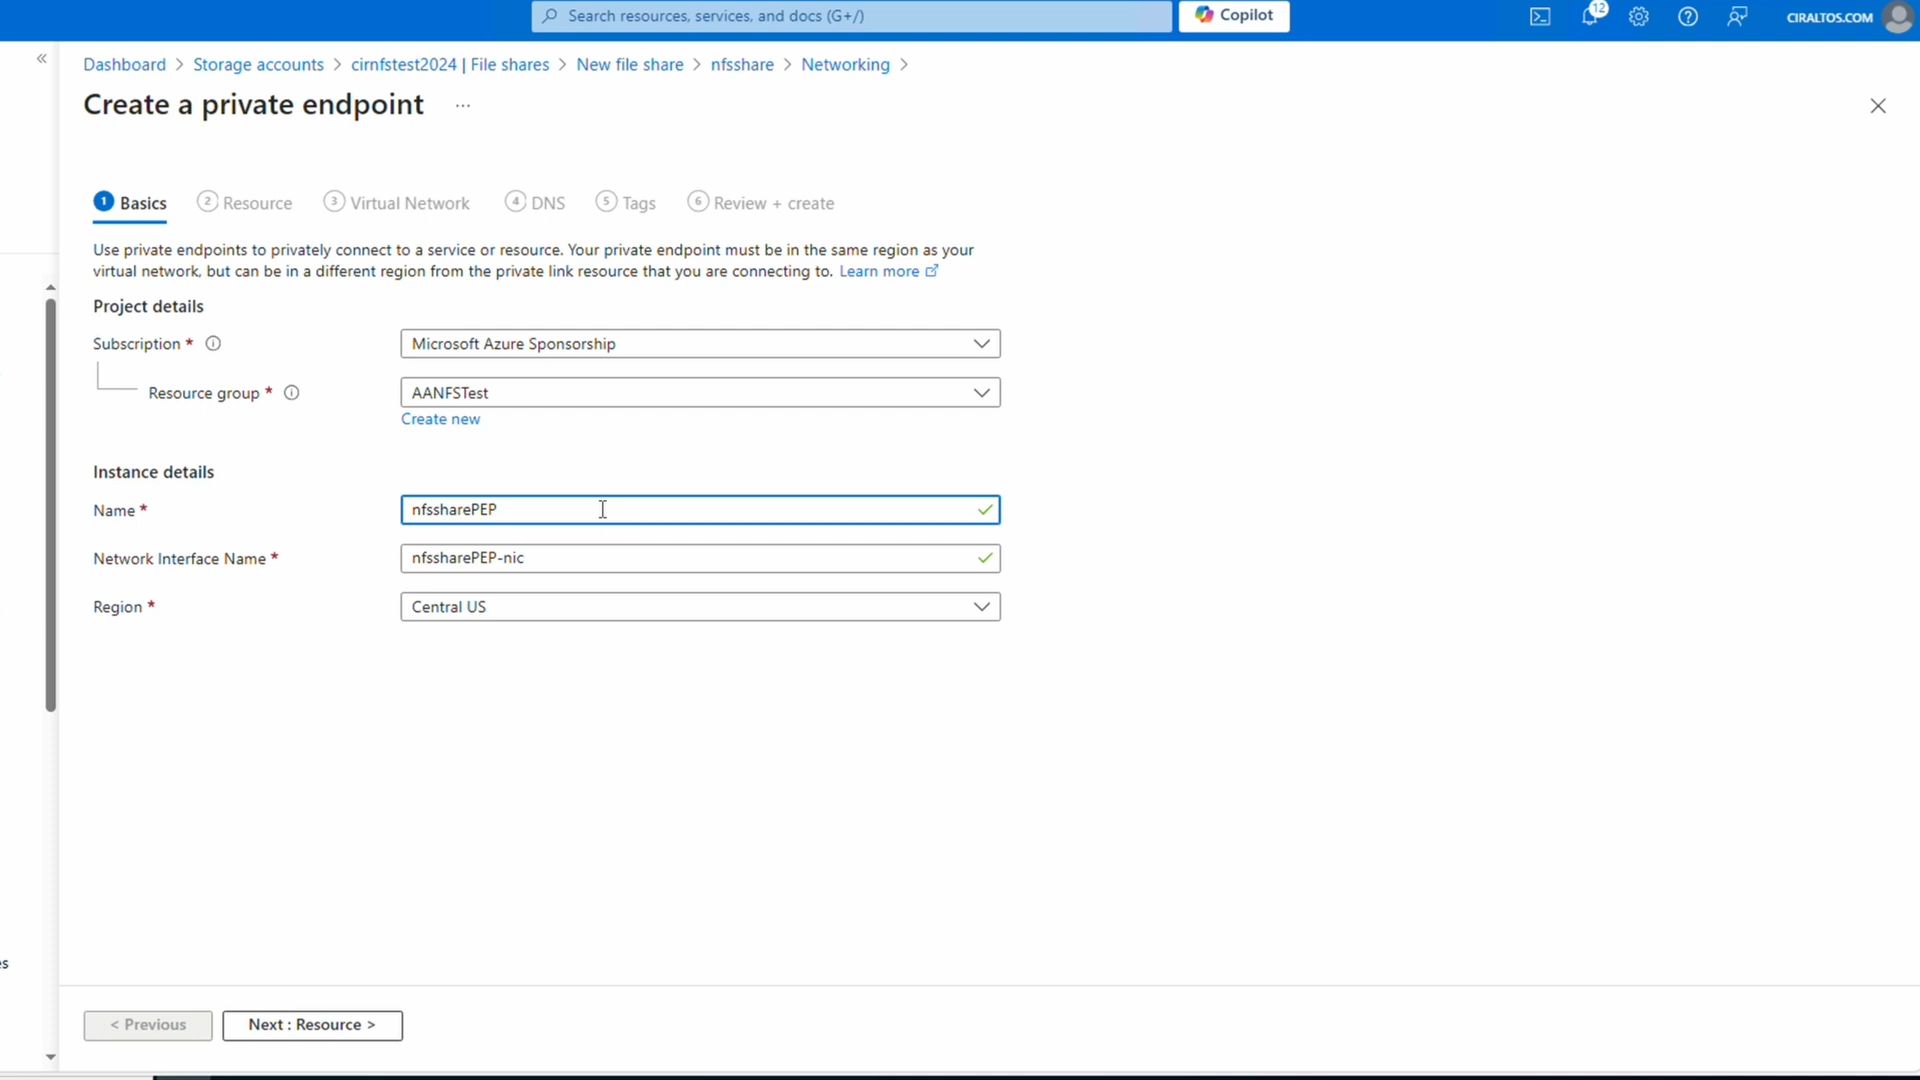 Search resources, services, and docs (G+/)
Copilot
12
CIRALTOS.COM
Dashboard > Storage accounts > cirnfstest2024 | File shares > New file share > nfsshare > Networking >
Create a private endpoint ...
1 Basics 2 Resource 3 Virtual Network 4 DNS 5 Tags 6 Review + create
Use private endpoints to privately connect to a service or resource. Your private endpoint must be in the same region as your
virtual network, but can be in a different region from the private link resource that you are connecting to. Learn more
Project details
Subscription * Microsoft Azure Sponsorship
Resource group * AANFSTest
Create new
Instance details
Name * nfssharePEP
Network Interface Name * nfssharePEP-nic
Region * Central US
es
< Previous Next : Resource >